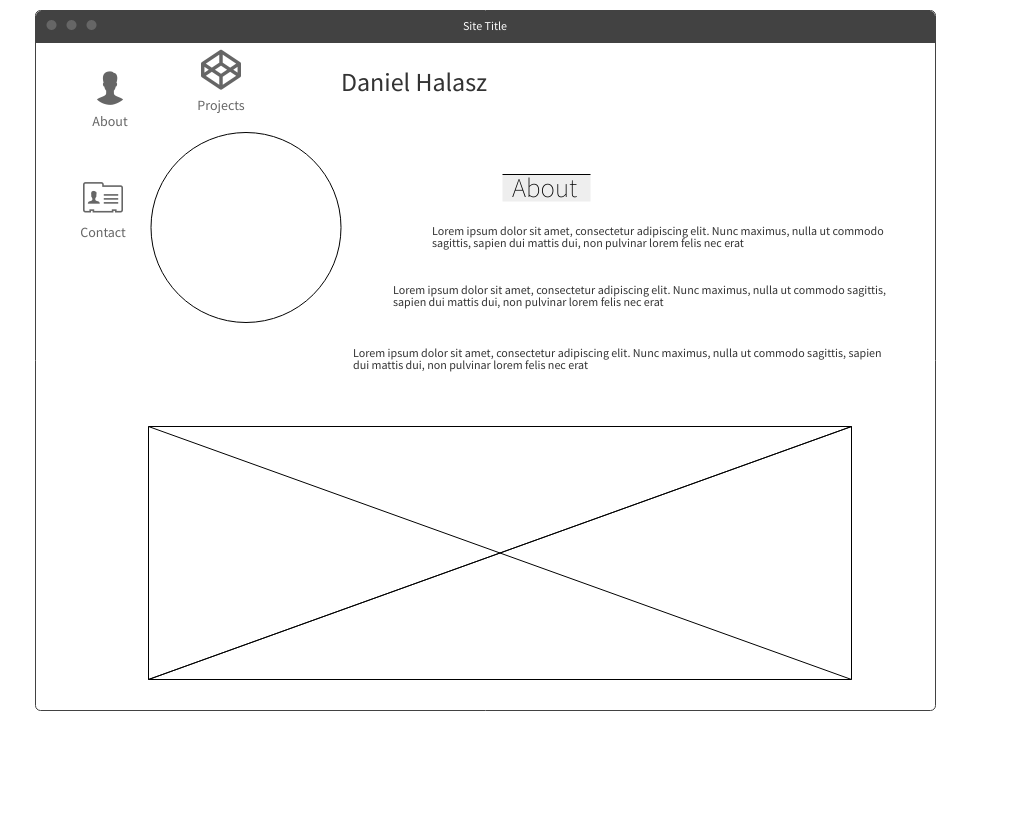 Site Title
Daniel Halasz
Projects
About
Contact
About
Lorem ipsum dolor sit amet, consectetur adipiscing elit. Nunc maximus, nulla ut commodo
sagittis, sapien dui mattis dui, non pulvinar lorem felis nec erat
Lorem ipsum dolor sit amet, consectetur adipiscing elit. Nunc maximus, nulla ut commodo sagittis,
sapien dui mattis dui, non pulvinar lorem felis nec erat
Lorem ipsum dolor sit amet, consectetur adipiscing elit. Nunc maximus, nulla ut commodo sagittis, sapien
dui mattis dui, non pulvinar lorem felis nec erat